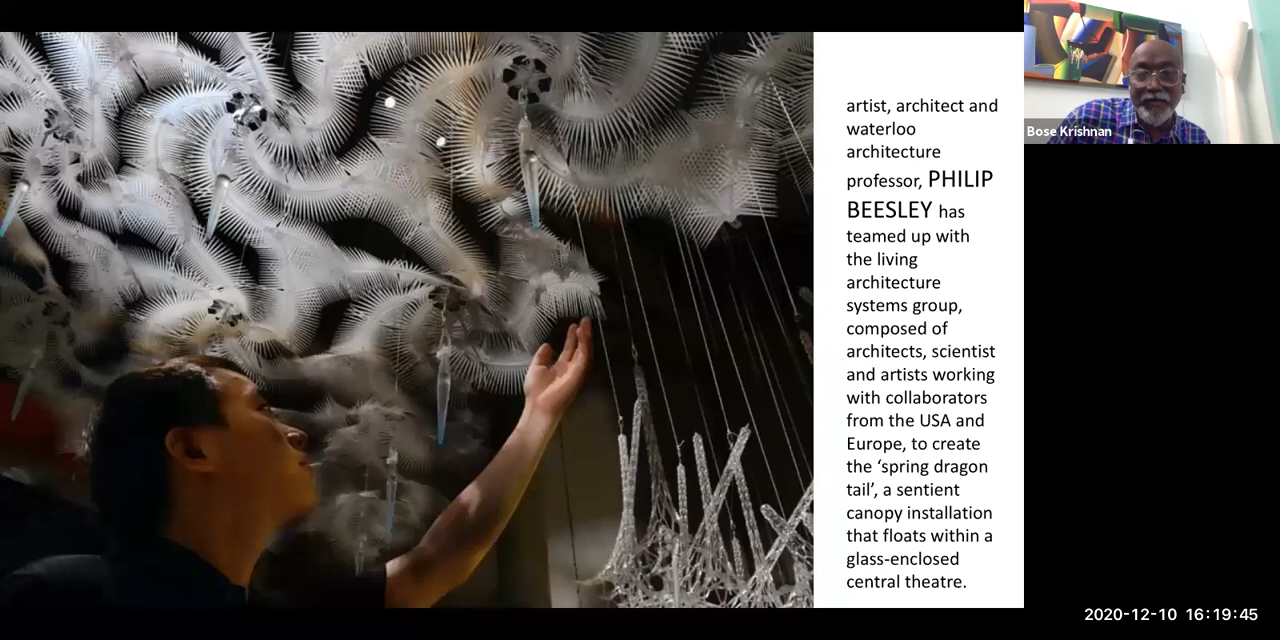 artist, architect and
waterloo
architecture
professor, PHILIP
BEESLEY has
teamed up with
the living
architecture
systems group,
composed of
architects, scientist
and artists working
with collaborators
from the USA and
Europe, to create
the ‘spring dragon
tail’, a sentient
canopy installation
that floats within a
glass-enclosed
central theatre.
Bose Krishnan
2020-12-10 16:19:45